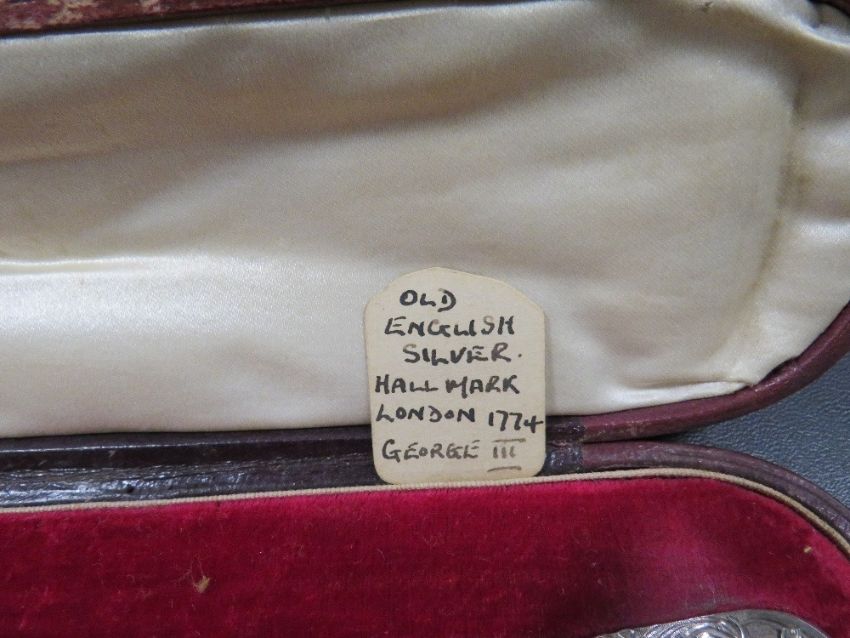 OLD
ENGLISH
SILVER.
HALL MARK
LONDON 1774
GEORGE III